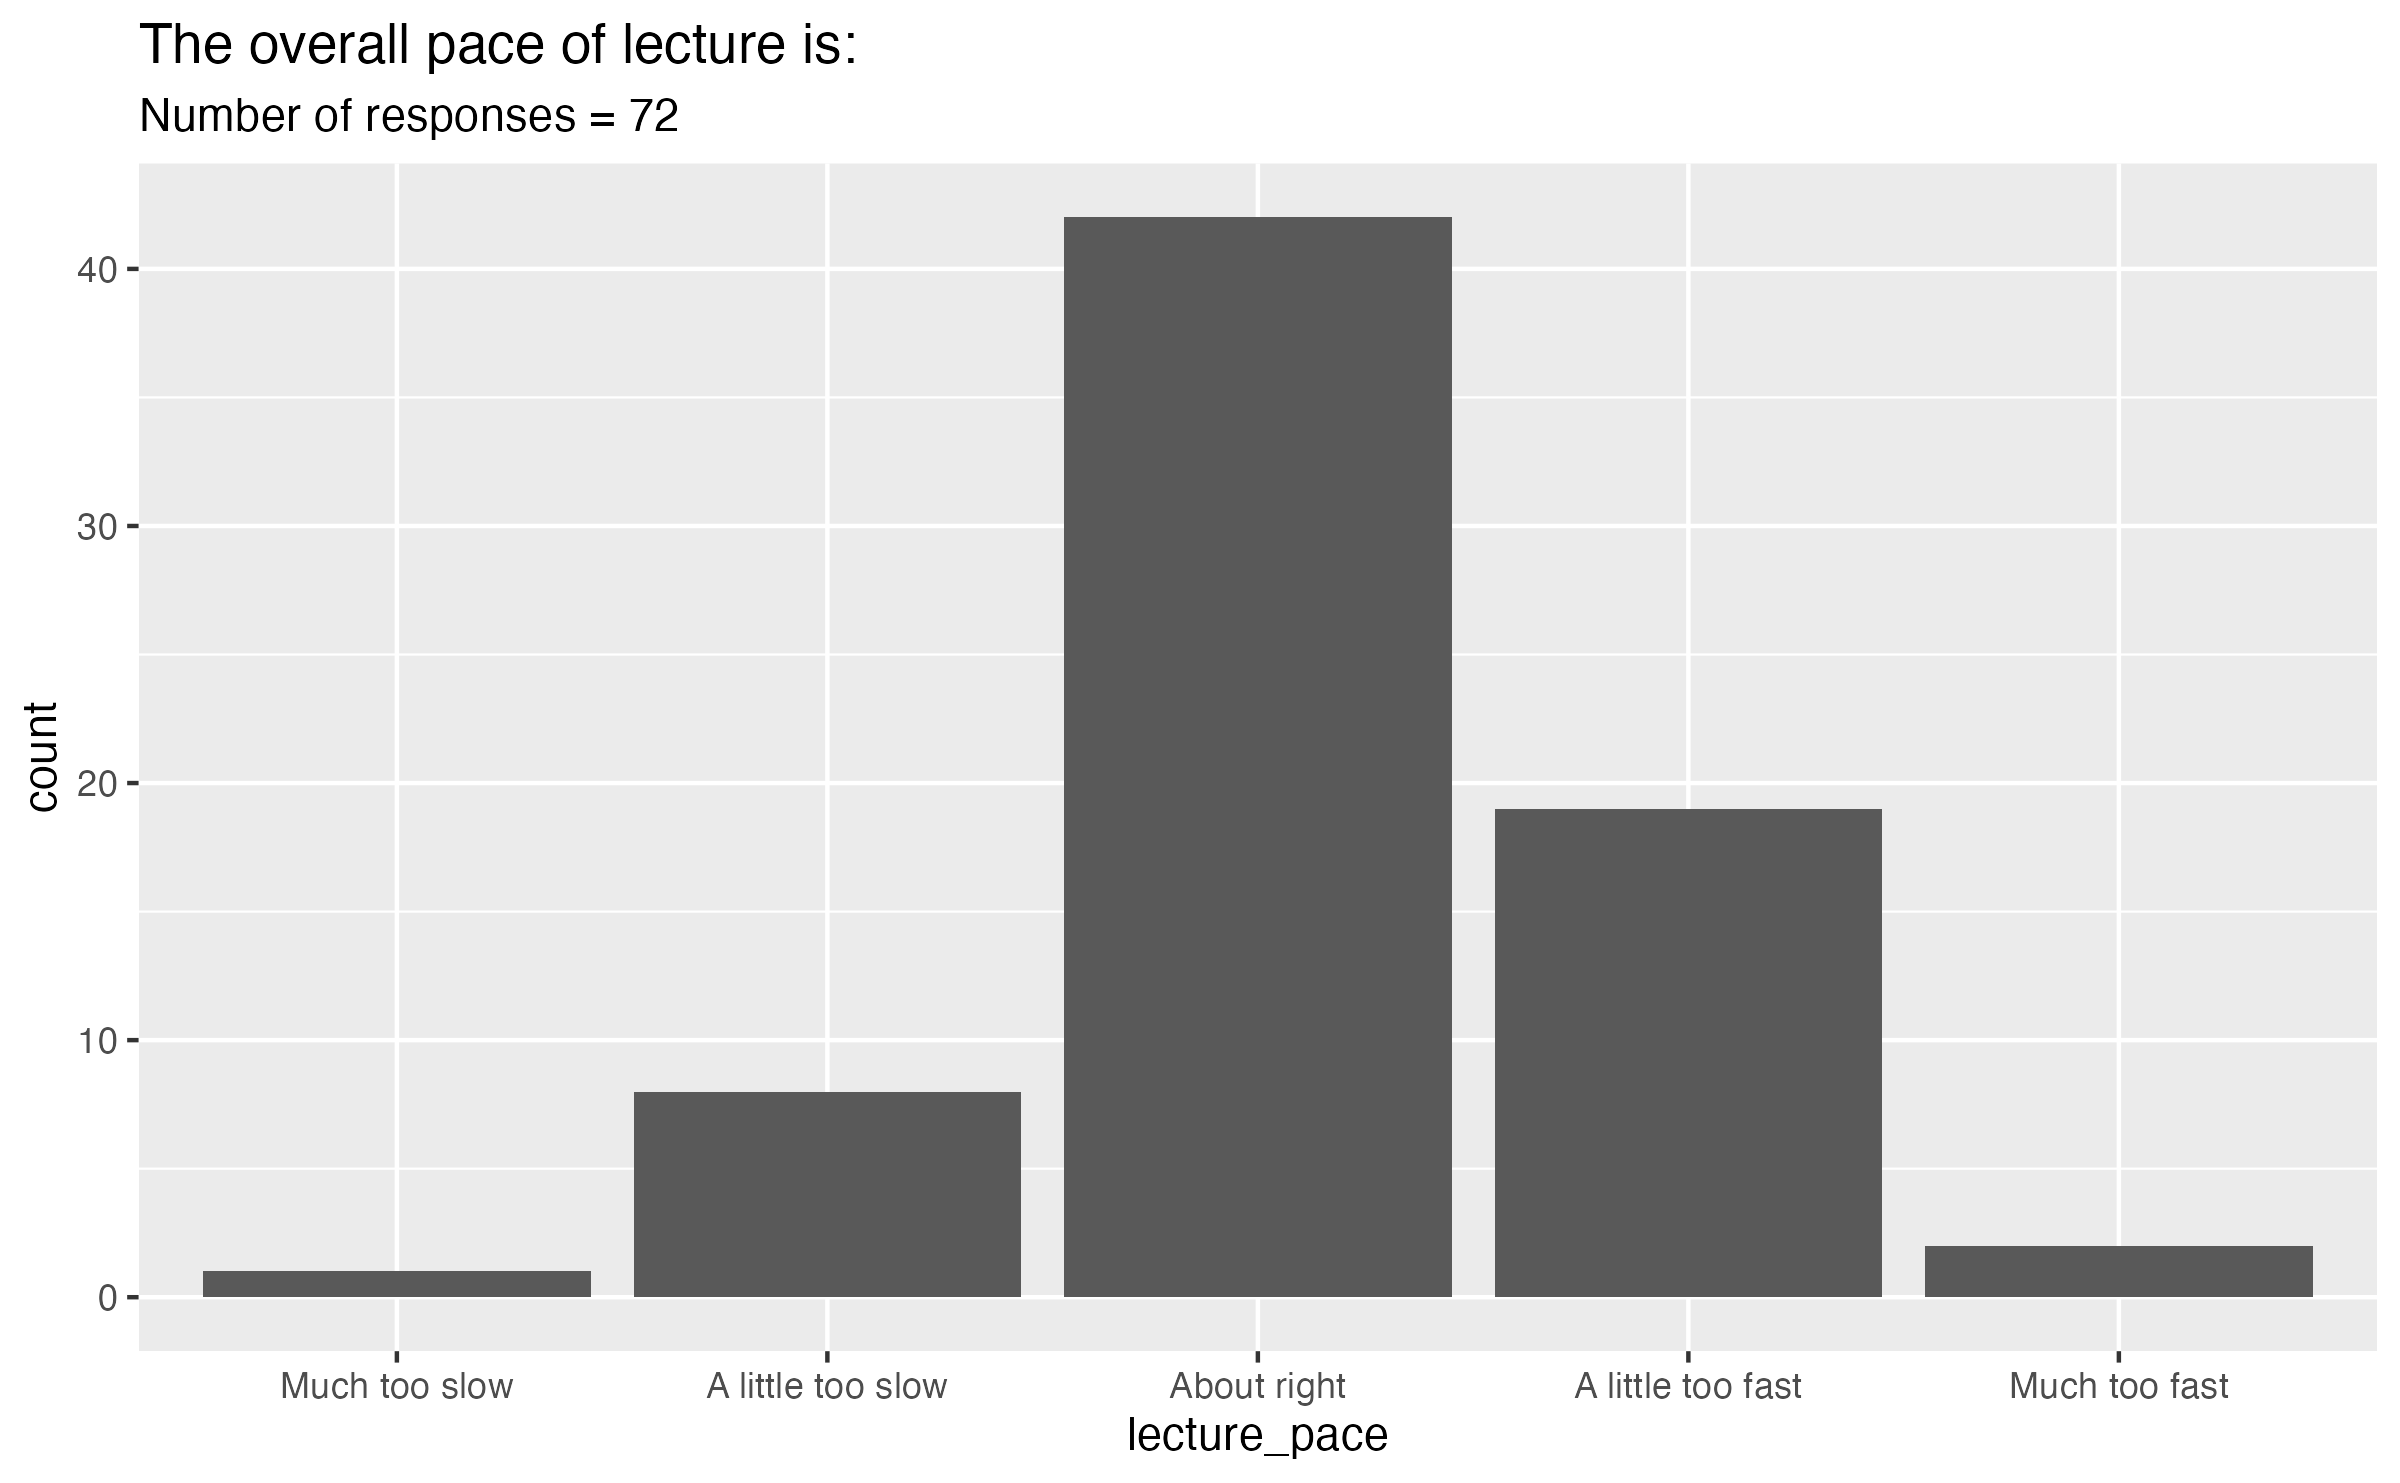 The overall pace of lecture is:
Number of responses = 72
count
40
30
20
10
0
Much too slow A little too slow About right A little too fast Much too fast
lecture_pace